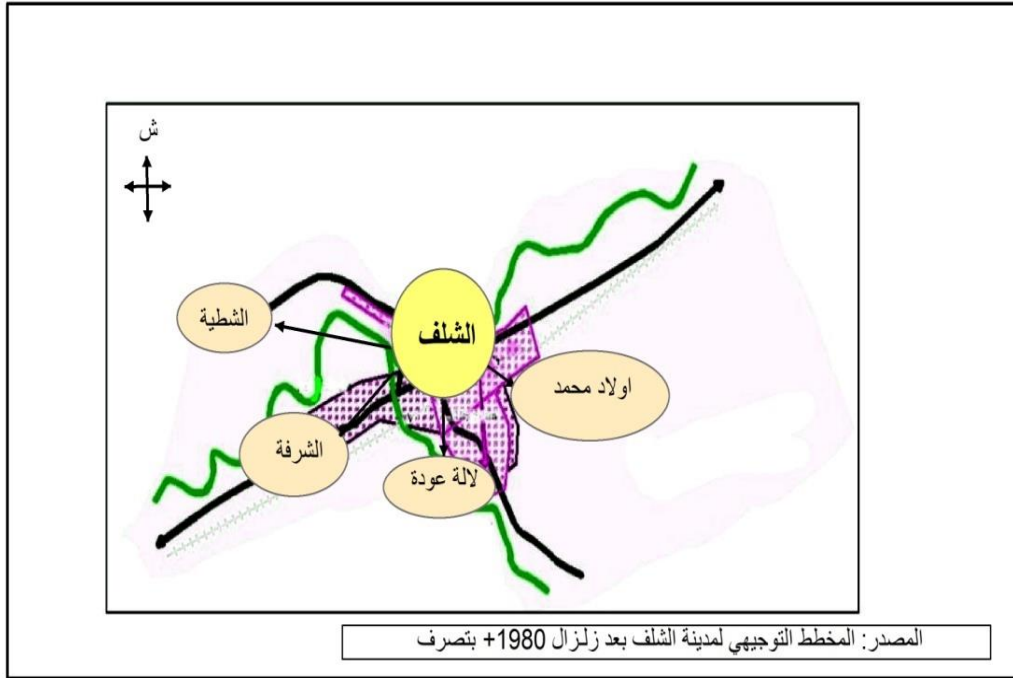 ش
الشطية
الشلف
اولاد محمد
الشرفة
لالة عودة
المصدر: المخطط التوجيهي لمدينة الشلف بعد زلزال 1980+ بتصرف